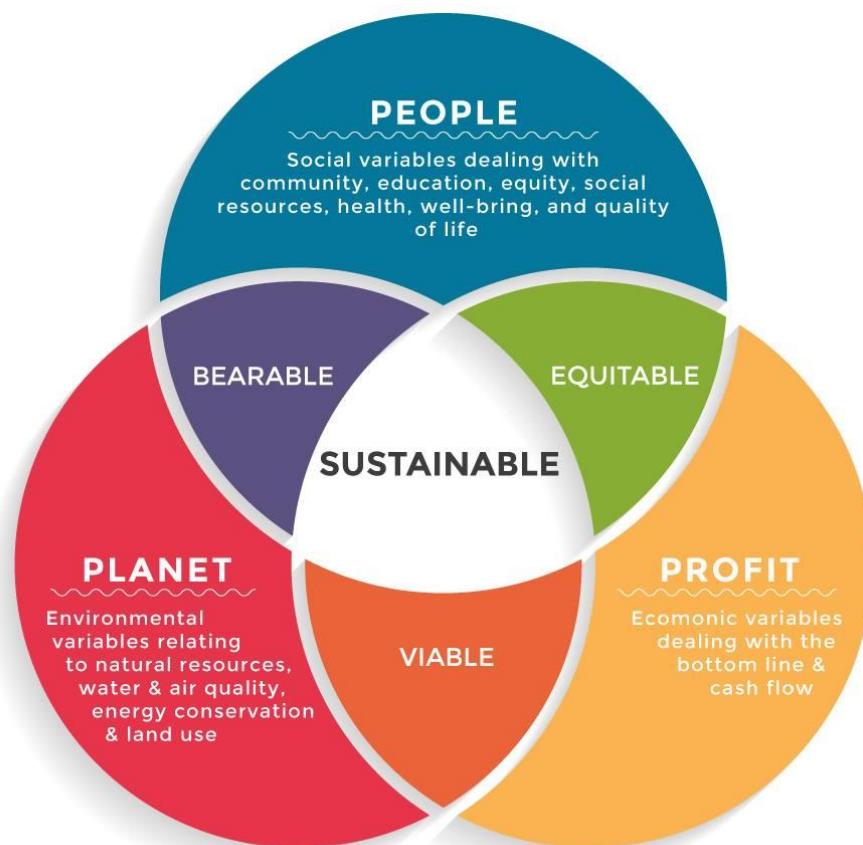 PEOPLE
Social variables dealing with
community, education, equity, social
resources, health, well-bring, and quality
of life
BEARABLE
EQUITABLE
SUSTAINABLE
PLANET
Environmental
variables relating
to natural resources,
water & air quality,
energy conservation
& land use
VIABLE
PROFIT
Ecomonic variables
dealing with the
bottom line &
cash flow